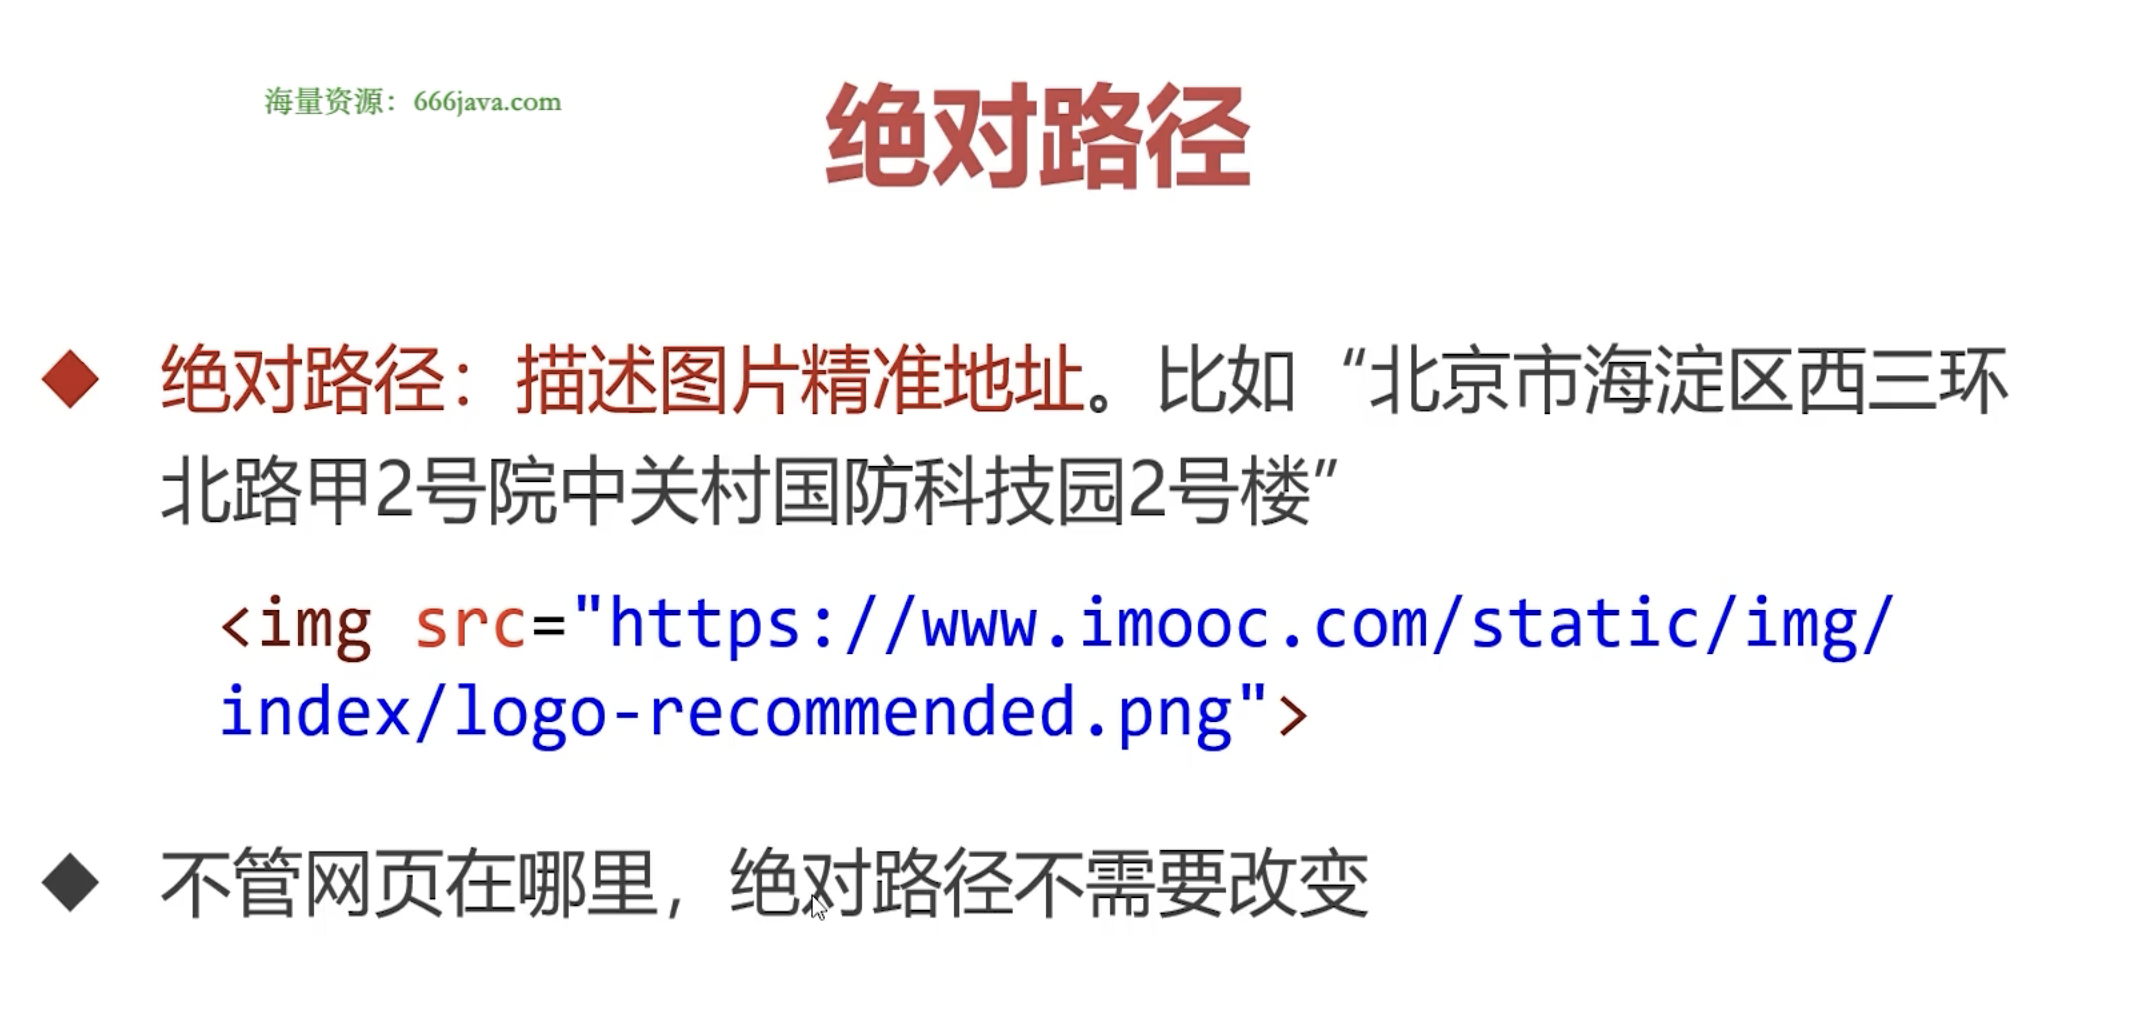 海量资源：666java.com
绝对路径
绝对路径：描述图片精准地址。比如“北京市海淀区西三环
北路甲2号院中关村国防科技园2号楼”
<img src="https://www.imooc.com/static/img/
index/logo-recommended.png">
不管网页在哪里，绝对路径不需要改变